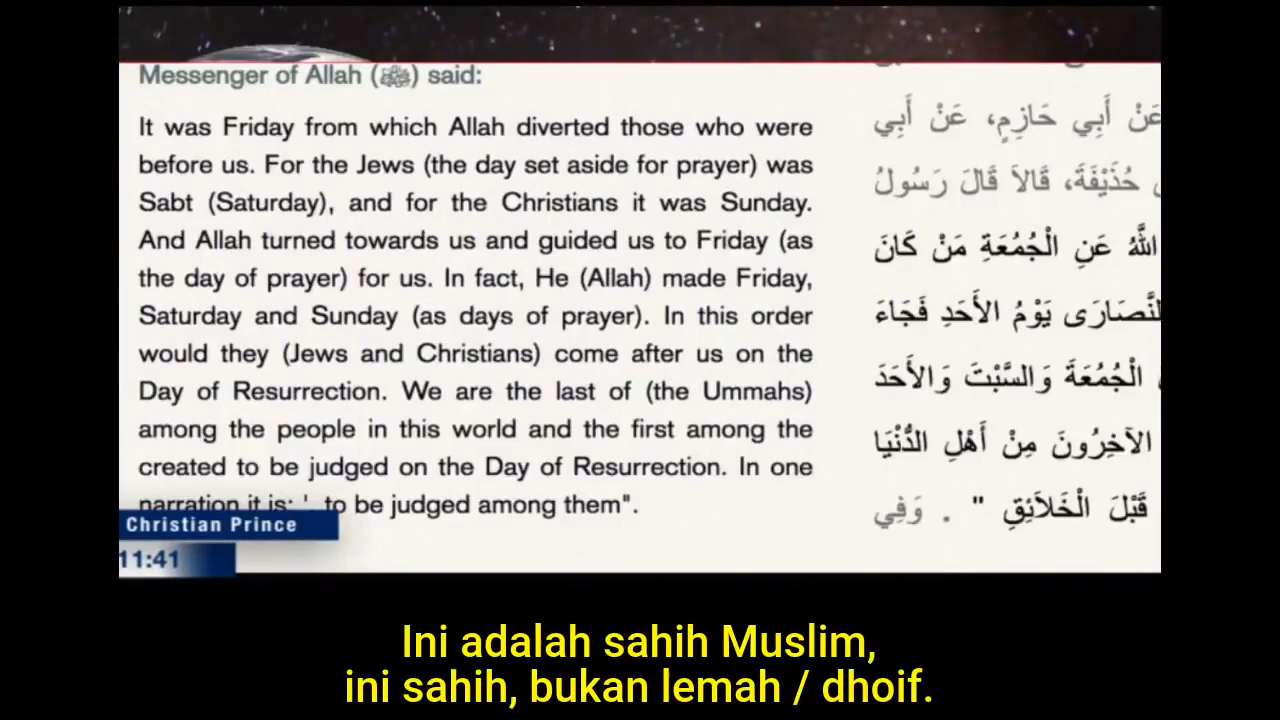 Messenger of Allah (ﷺ) said:
It was Friday from which Allah diverted those who were
before us. For the Jews (the day set aside for prayer) was
Sabt (Saturday), and for the Christians it was Sunday.
And Allah turned towards us and guided us to Friday (as
the day of prayer) for us. In fact, He (Allah) made Friday,
Saturday and Sunday (as days of prayer). In this order
would they (Jews and Christians) come after us on the
Day of Resurrection. We are the last of (the Ummahs)
among the people in this world and the first among the
created to be judged on the Day of Resurrection. In one
narration it is: ' to be judged among them".
عَنْ أَبِي حَازِمٍ، عَنْ أَبِي
حُذَيْفَةَ، قَالاَ قَالَ رَسُولُ
اللَّهُ عَنِ الْجُمُعَةِ مَنْ كَانَ
لنَّصَارَى يَوْمُ الأَحَدِ فَجَاءَ
الْجُمُعَةَ وَالسَّبْتَ وَالأَحَدَ
الآخِرُونَ مِنْ أَهْلِ الدُّنْيَا
قَبْلَ الْخَلاَئِقِ " . وَفِي
Christian Prince
11:41
Ini adalah sahih Muslim,
ini sahih, bukan lemah / dhoif.